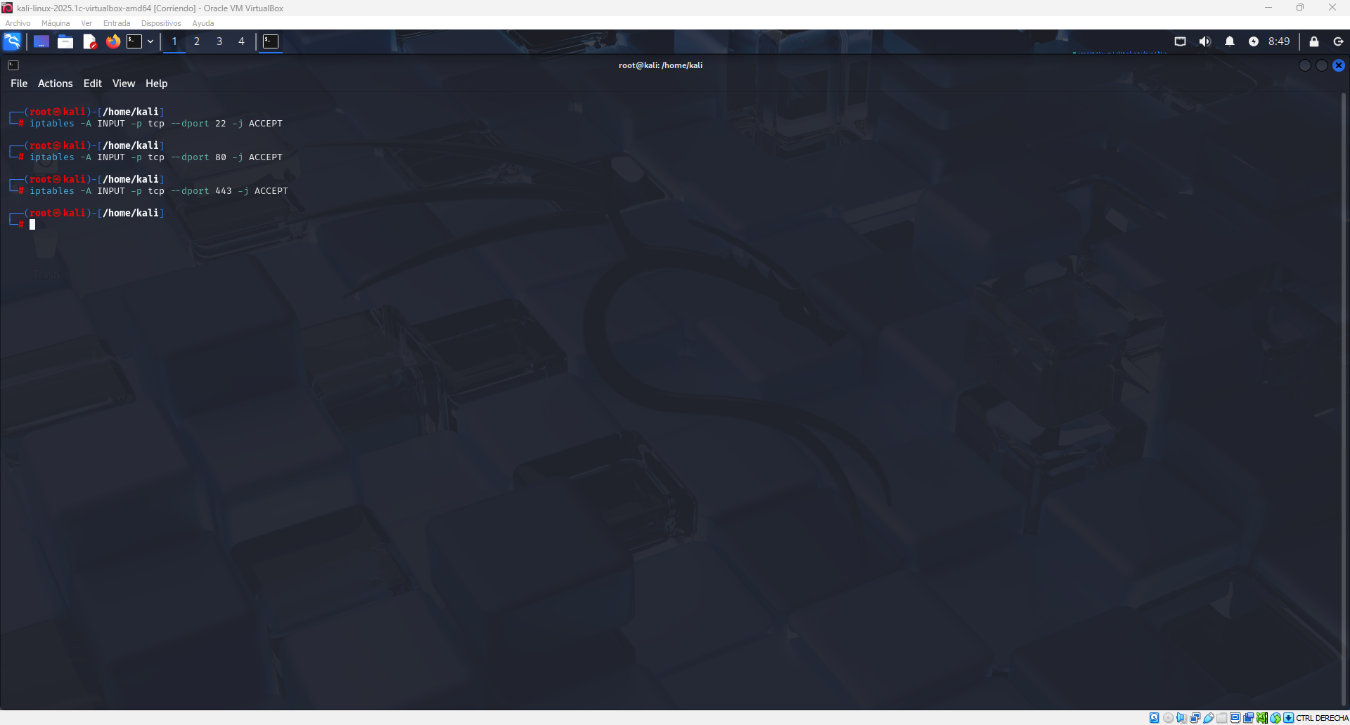 kali-linux-2025.1c-virtualbox-amd64 [Corriendo] - Oracle VM VirtualBox
Archivo Máquina Ver Entrada Dispositivos Ayuda
1 2 3 4 8:49
root@kali: /home/kali
File Actions Edit View Help
┌──(root㉿kali)-[/home/kali]
└─# iptables -A INPUT -p tcp --dport 22 -j ACCEPT
┌──(root㉿kali)-[/home/kali]
└─# iptables -A INPUT -p tcp --dport 80 -j ACCEPT
┌──(root㉿kali)-[/home/kali]
└─# iptables -A INPUT -p tcp --dport 443 -j ACCEPT
┌──(root㉿kali)-[/home/kali]
└─#
CTRL DERECHA